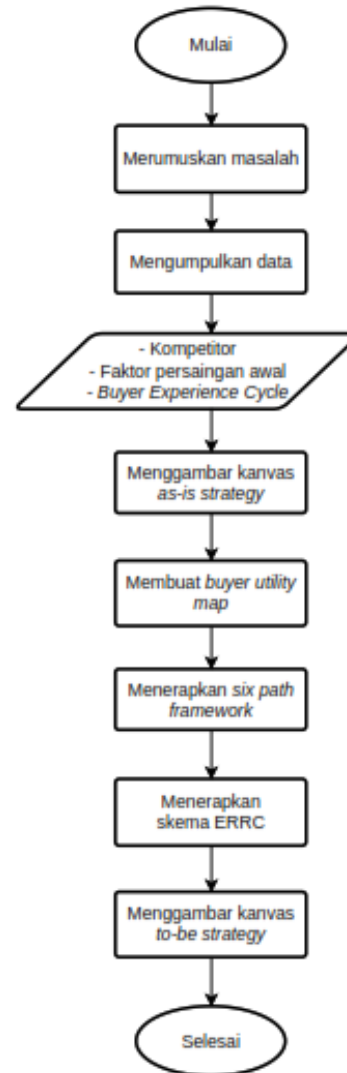 Mulai
Merumuskan masalah
Mengumpulkan data
- Kompetitor
- Faktor persaingan awal
- Buyer Experience Cycle
Menggambar kanvas
as-is strategy
Membuat buyer utility
map
Menerapkan six path
framework
Menerapkan
skema ERRC
Menggambar kanvas
to-be strategy
Selesai